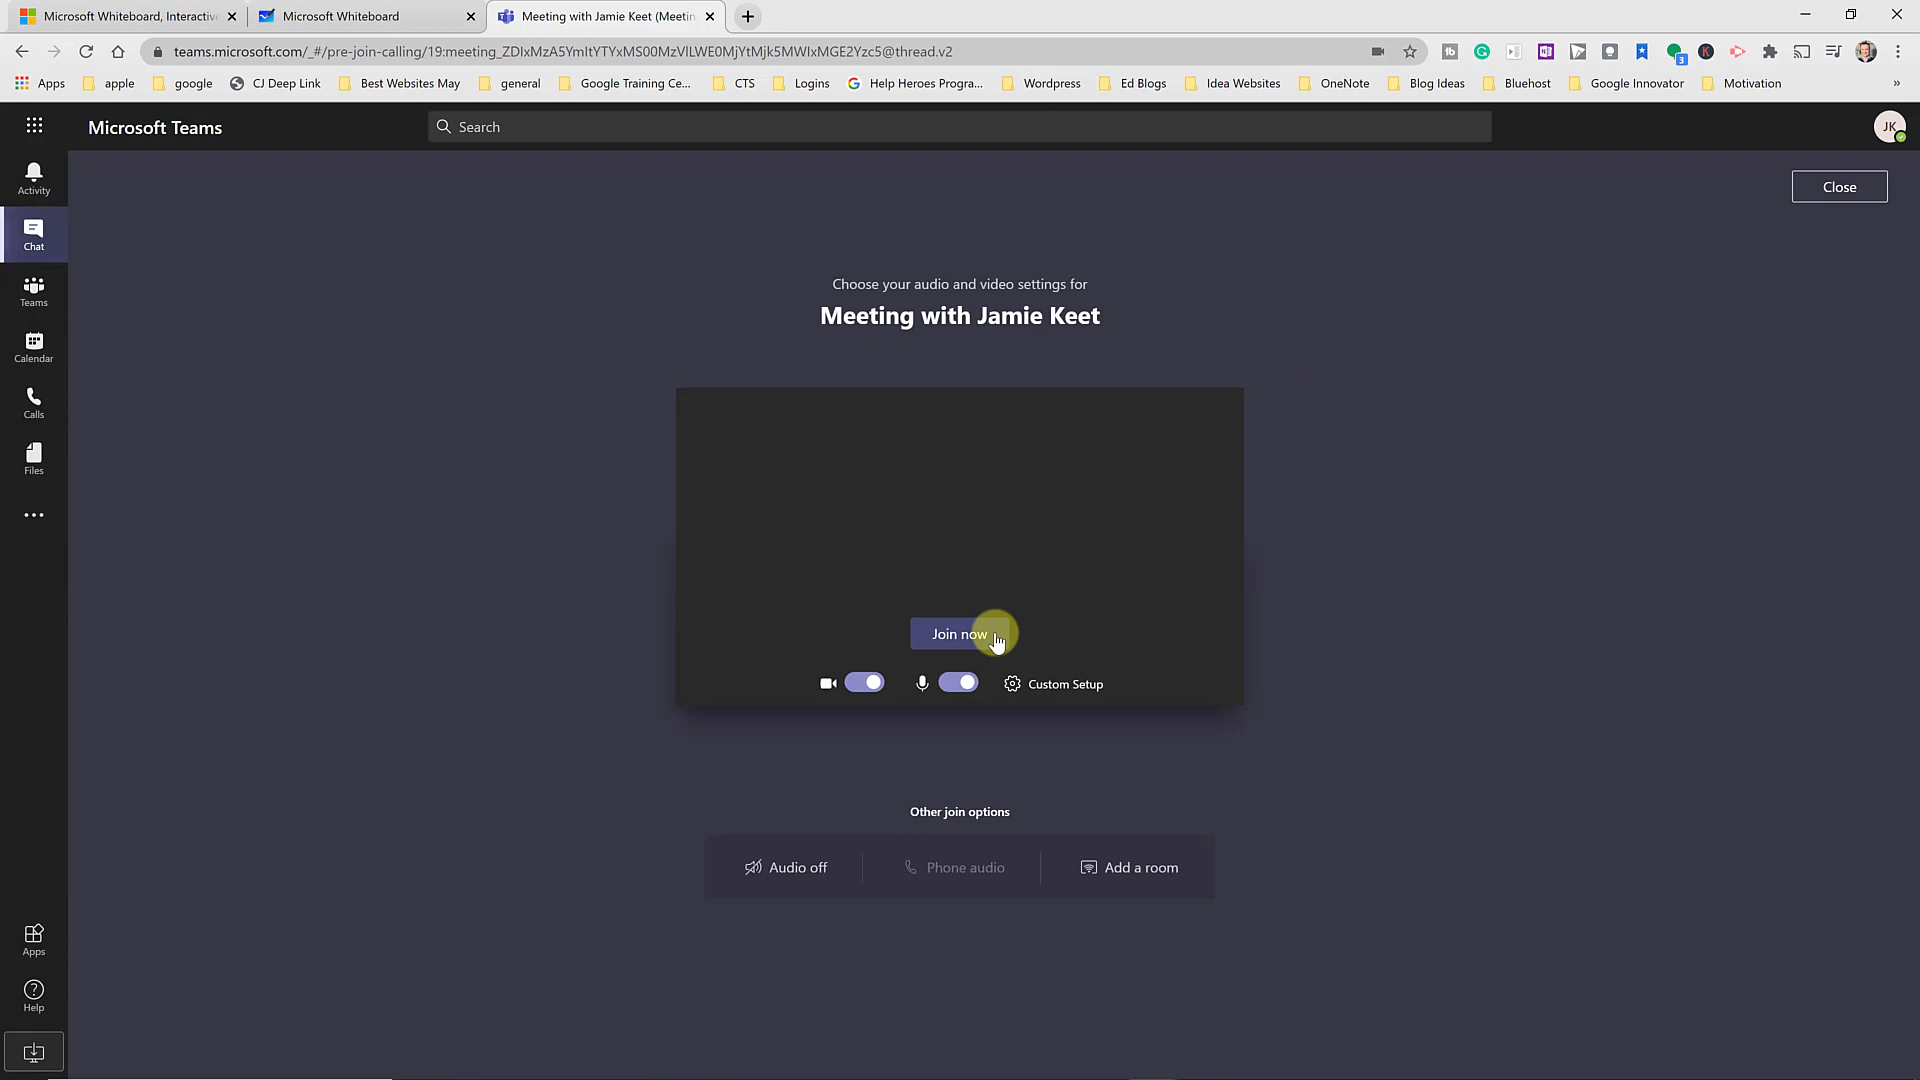 Microsoft Whiteboard, Interactive
Microsoft Whiteboard
Meeting with Jamie Keet (Meetin
teams.microsoft.com/_#/pre-join-calling/19:meeting_ZDIxMzA5YmItYTYxMS00MzVlLWE0MjYtMjk5MWIxMGE2Yzc5@thread.v2
3
Apps
apple
google
CJ Deep Link
Best Websites May
general
Google Training Ce...
CTS
Logins
Help Heroes Progra...
Wordpress
Ed Blogs
Idea Websites
OneNote
Blog Ideas
Bluehost
Google Innovator
Motivation
Microsoft Teams
Search
JK
Activity
Chat
Teams
Calendar
Calls
Files
Apps
Help
Close
Choose your audio and video settings for
Meeting with Jamie Keet
Join now
Custom Setup
Other join options
Audio off
Phone audio
Add a room